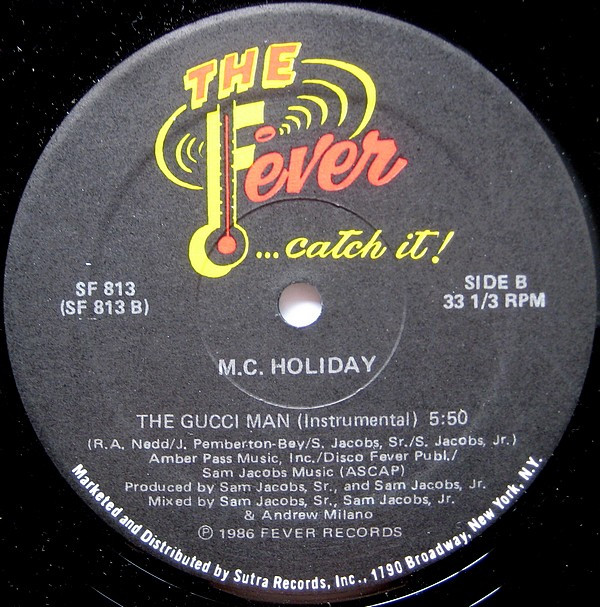 THE
Fever
...catch it!
SF 813
(SF 813 B)
SIDE B
33 1/3 RPM
M.C. HOLIDAY
THE GUCCI MAN (Instrumental) 5:50
(R.A. Nedd/J. Pemberton-Bey/S. Jacobs, Sr./S. Jacobs, Jr.)
Amber Pass Music, Inc./Disco Fever Publ./
Sam Jacobs Music (ASCAP)
Produced by Sam Jacobs, Sr., and Sam Jacobs, Jr.
Mixed by Sam Jacobs, Sr., Sam Jacobs, Jr.
& Andrew Milano
℗ 1986 FEVER RECORDS
Marketed and Distributed by Sutra Records, Inc., 1790 Broadway, New York, N.Y.